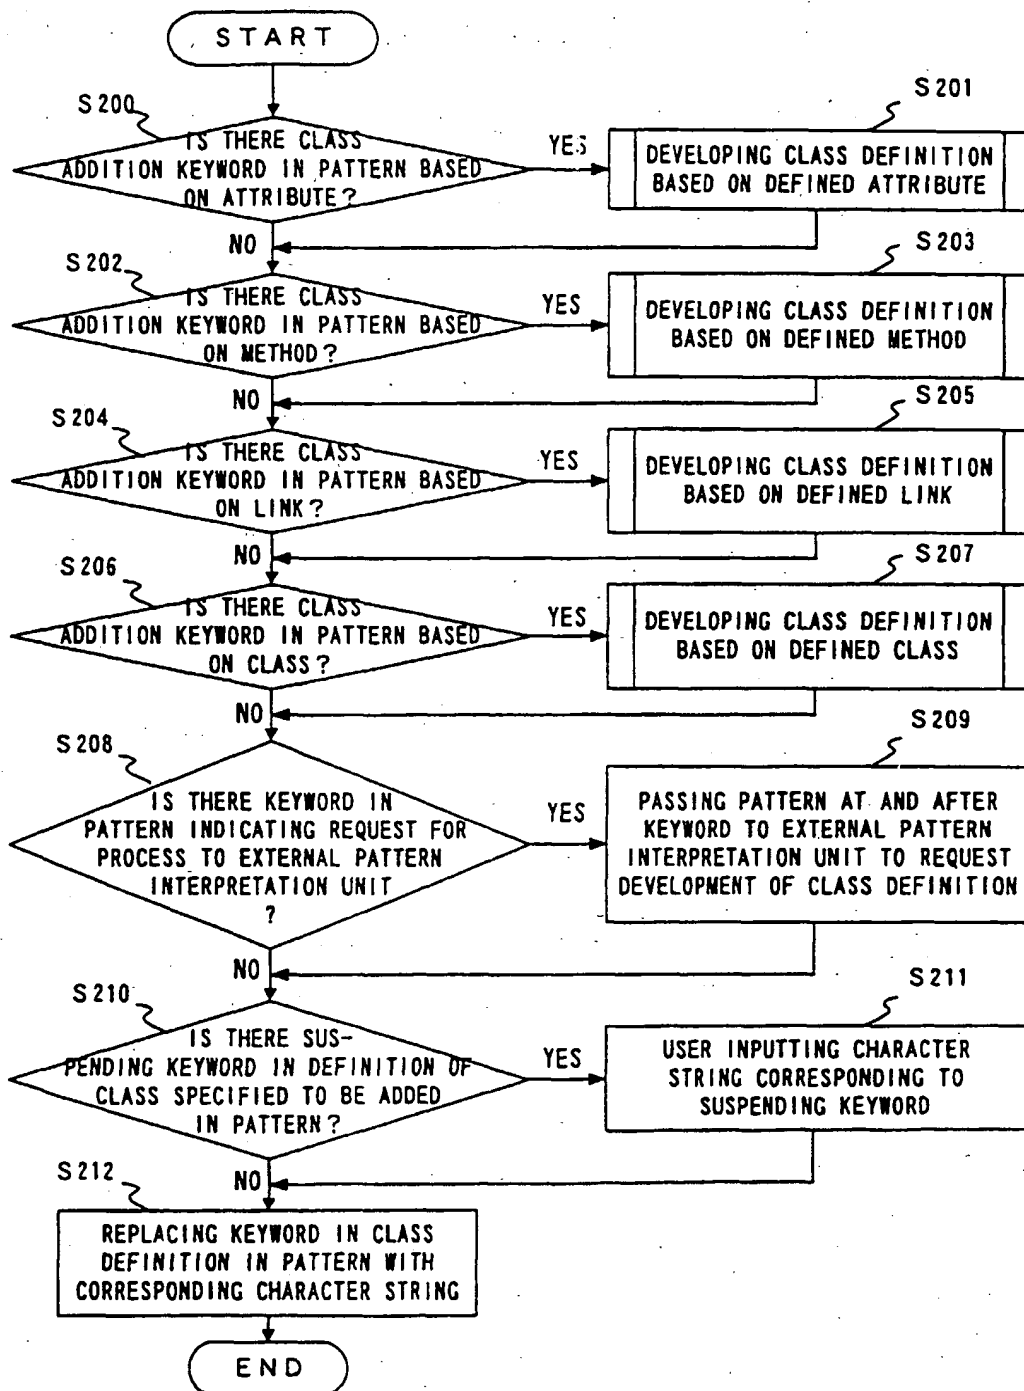 START
S200
IS THERE CLASS
ADDITION KEYWORD IN PATTERN BASED
ON ATTRIBUTE?
YES
S201
DEVELOPING CLASS DEFINITION
BASED ON DEFINED ATTRIBUTE
NO
S202
IS THERE CLASS
ADDITION KEYWORD IN PATTERN BASED
ON METHOD?
YES
S203
DEVELOPING CLASS DEFINITION
BASED ON DEFINED METHOD
NO
S204
IS THERE CLASS
ADDITION KEYWORD IN PATTERN BASED
ON LINK?
YES
S205
DEVELOPING CLASS DEFINITION
BASED ON DEFINED LINK
NO
S206
IS THERE CLASS
ADDITION KEYWORD IN PATTERN BASED
ON CLASS?
YES
S207
DEVELOPING CLASS DEFINITION
BASED ON DEFINED CLASS
NO
S208
IS THERE KEYWORD IN
PATTERN INDICATING REQUEST FOR
PROCESS TO EXTERNAL PATTERN
INTERPRETATION UNIT
?
YES
S209
PASSING PATTERN AT AND AFTER
KEYWORD TO EXTERNAL PATTERN
INTERPRETATION UNIT TO REQUEST
DEVELOPMENT OF CLASS DEFINITION
NO
S210
IS THERE SUS-
PENDING KEYWORD IN DEFINITION OF
CLASS SPECIFIED TO BE ADDED
IN PATTERN?
YES
S211
USER INPUTTING CHARACTER
STRING CORRESPONDING TO
SUSPENDING KEYWORD
NO
S212
REPLACING KEYWORD IN CLASS
DEFINITION IN PATTERN WITH
CORRESPONDING CHARACTER STRING
END